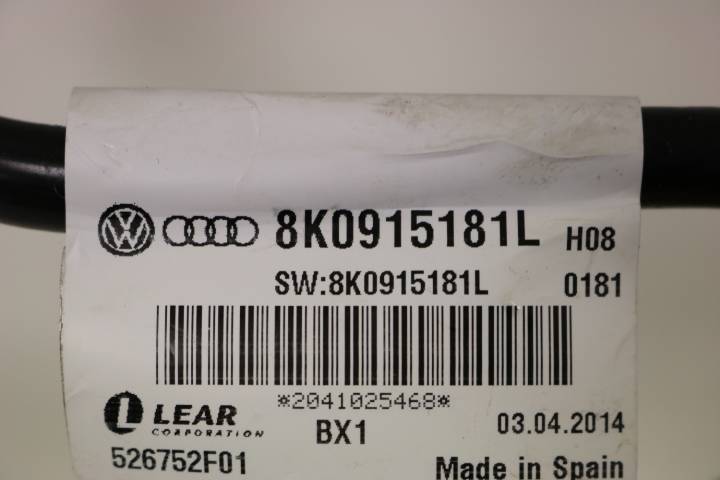 8K0915181L H08
SW:8K0915181L 0181
*2041025468*
LEAR
CORPORATION
BX1 03.04.2014
526752F01 Made in Spain